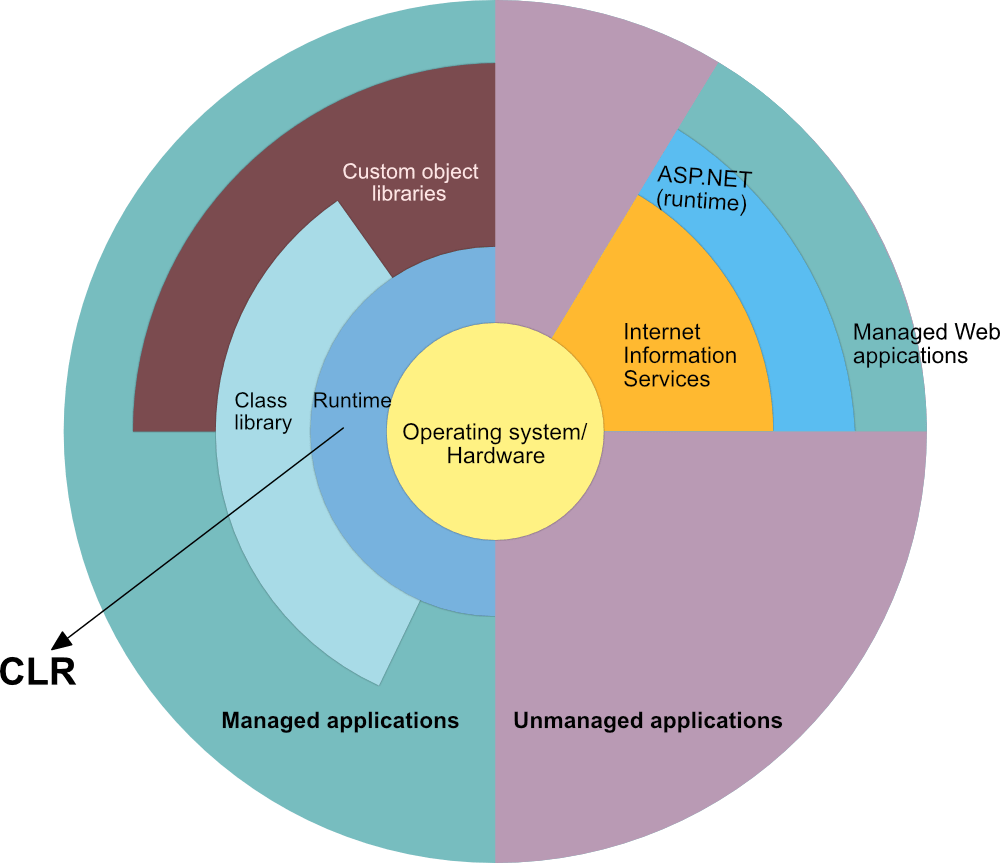 Custom object
libraries
ASP.NET
(runtime)
Internet
Information
Services
Managed Web
appications
Class
library
Runtime
Operating system/
Hardware
CLR
Managed applications
Unmanaged applications